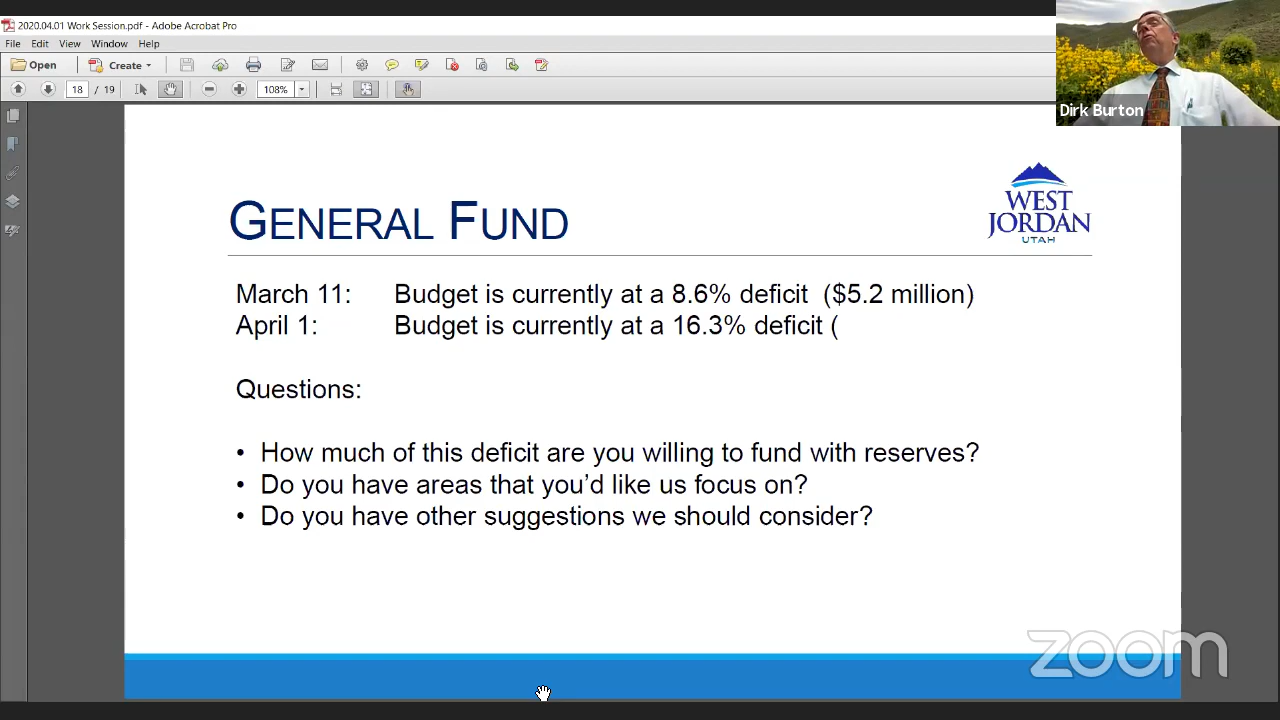 2020.04.01 Work Session.pdf - Adobe Acrobat Pro
File Edit View Window Help
Open Create
18 / 19 108%
Dirk Burton
WEST
JORDAN
UTAH
GENERAL FUND
March 11: Budget is currently at a 8.6% deficit ($5.2 million)
April 1: Budget is currently at a 16.3% deficit (
Questions:
• How much of this deficit are you willing to fund with reserves?
• Do you have areas that you'd like us focus on?
• Do you have other suggestions we should consider?
zoom